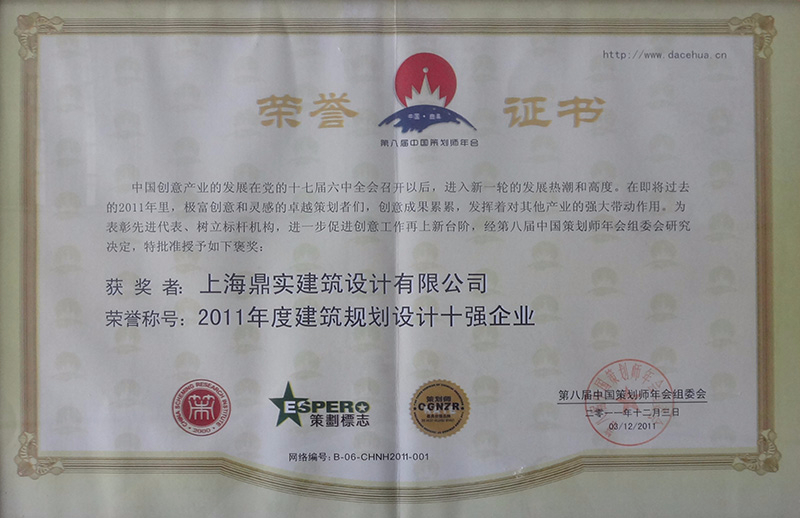 http://www.dacehua.cn
荣誉 证书
中国·曲阜
第八届中国策划师年会
中国创意产业的发展在党的十七届六中全会召开以后，进入新一轮的发展热潮和高度。在即将过去
的2011年里，极富创意和灵感的卓越策划者们，创意成果累累，发挥着对其他产业的强大带动作用。为
表彰先进代表、树立标杆机构，进一步促进创意工作再上新台阶，经第八届中国策划师年会组委会研究
决定，特批准授予如下褒奖：
获 奖 者：上海鼎实建筑设计有限公司
荣誉称号：2011年度建筑规划设计十强企业
ESPERO
策劃標志
策划网
CGNZR
第八届中国策划师年会组委会
二零一一年十二月三日
03/12/2011
网络编号：B-06-CHNH2011-001